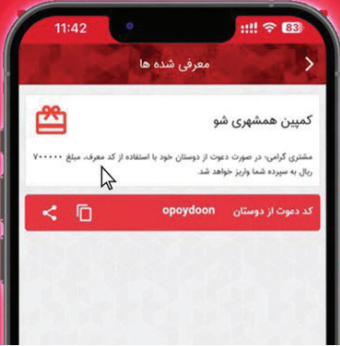 11:42
83
معرفی شده ها
کمپین همشهری شو
مشتری گرامی؛ در صورت دعوت از دوستان خود با استفاده از کد معرف، مبلغ ۷۰۰۰۰۰
ریال به سپرده شما واریز خواهد شد.
کد دعوت از دوستان opoydoon